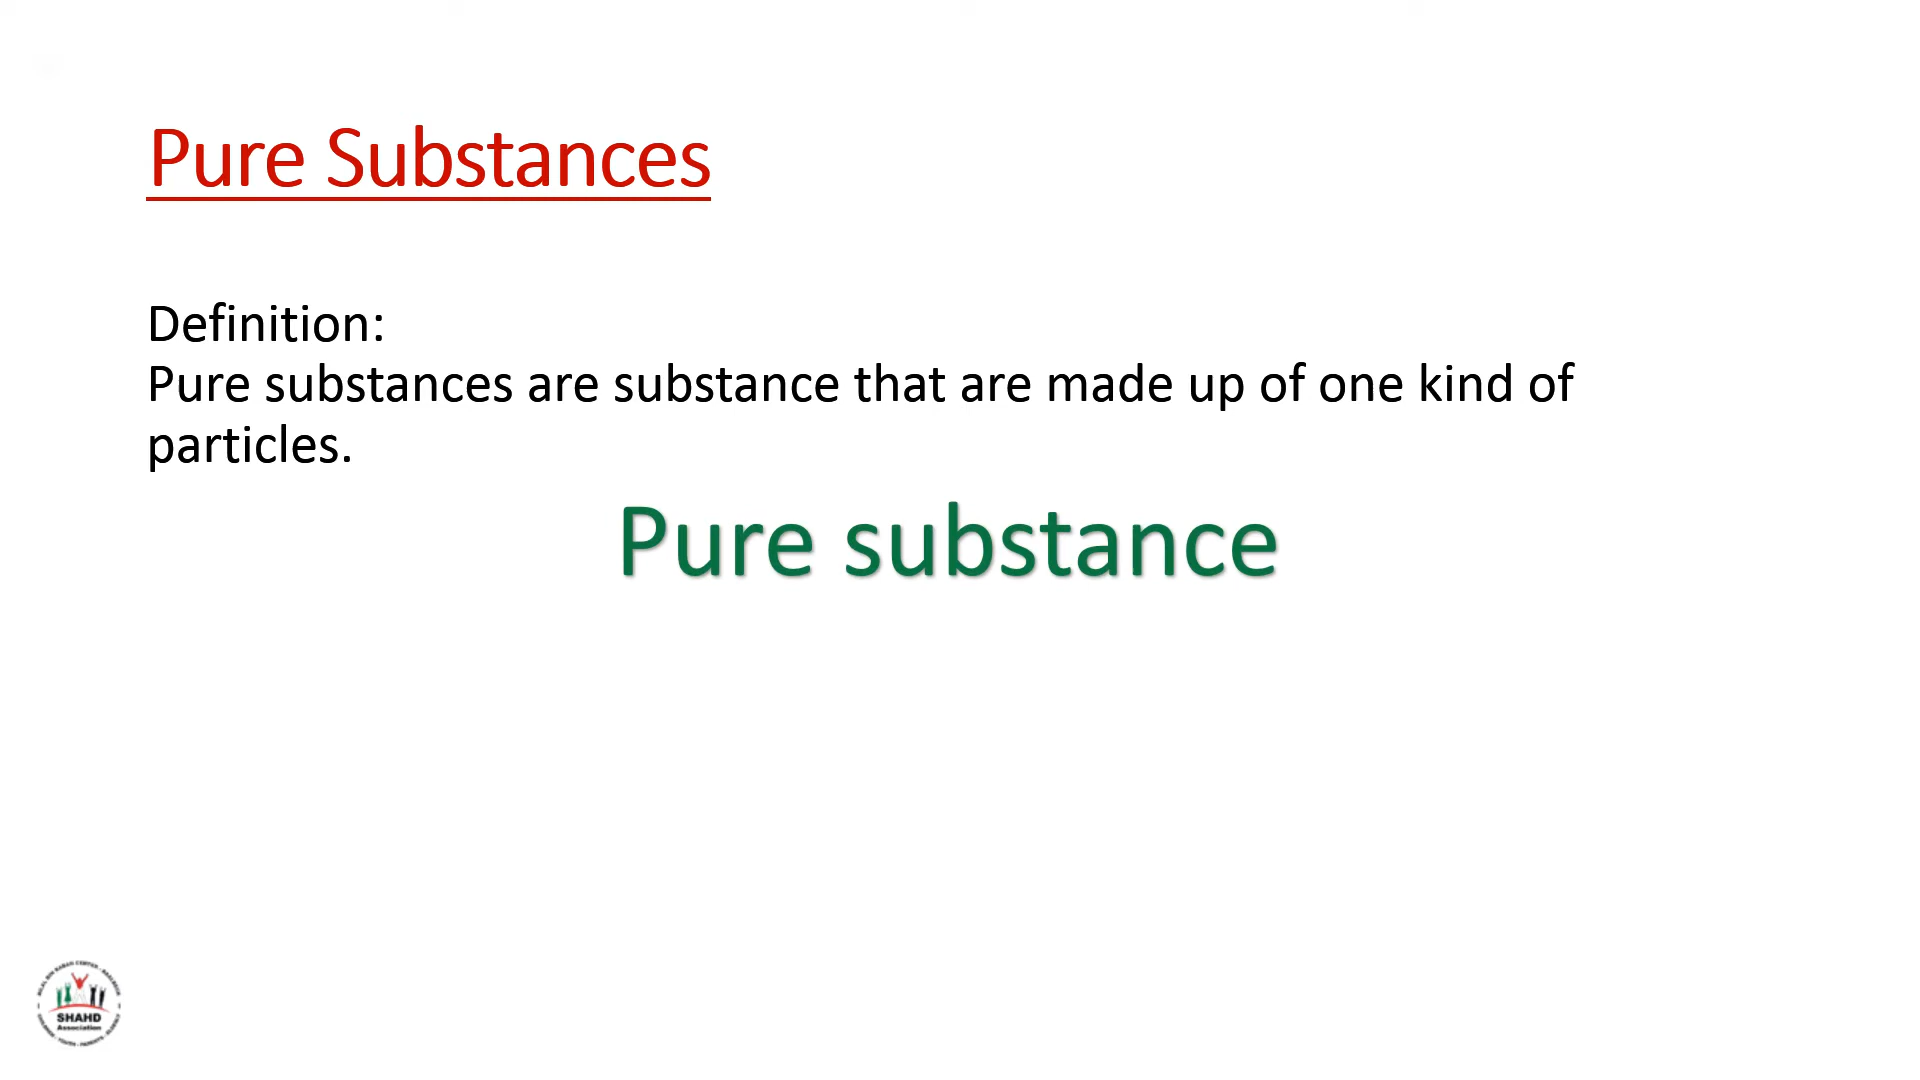 Pure Substances
Definition:
Pure substances are substance that are made up of one kind of
particles.
Pure substance
SHAHD
Association